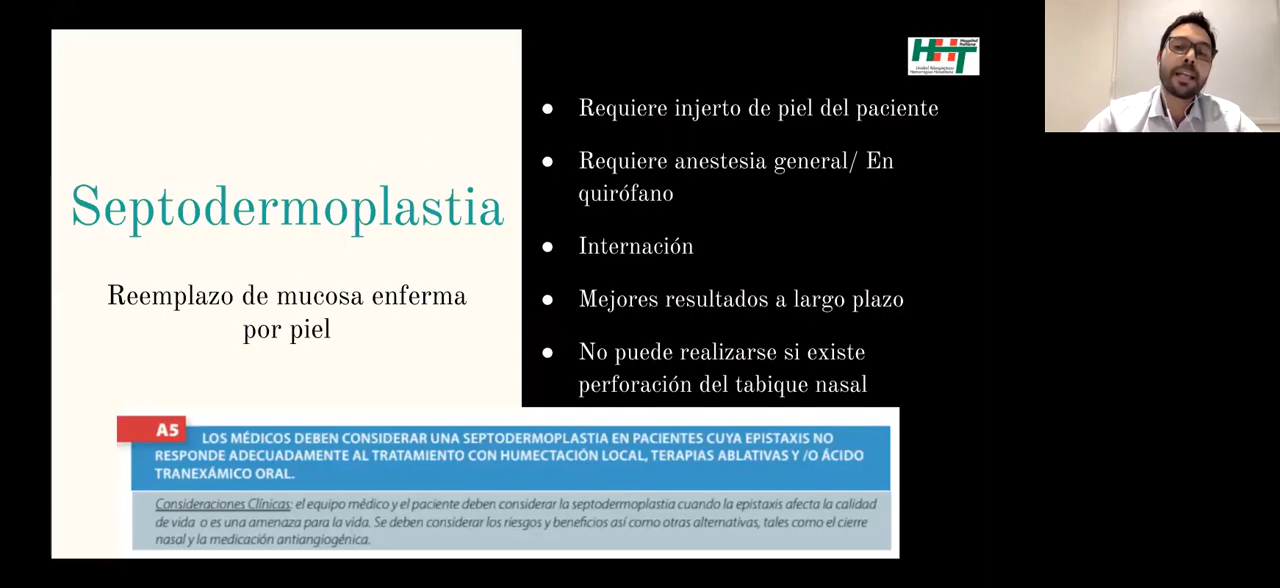 Septodermoplastia
Reemplazo de mucosa enferma
por piel
HHT
● Requiere injerto de piel del paciente
● Requiere anestesia general/ En
quirófano
● Internación
● Mejores resultados a largo plazo
● No puede realizarse si existe
perforación del tabique nasal
A5
LOS MÉDICOS DEBEN CONSIDERAR UNA SEPTODERMOPLASTIA EN PACIENTES CUYA EPISTAXIS NO
RESPONDE ADECUADAMENTE AL TRATAMIENTO CON HUMECTACIÓN LOCAL, TERAPIAS ABLATIVAS Y /O ÁCIDO
TRANEXÁMICO ORAL.
Consideraciones Clínicas: el equipo médico y el paciente deben considerar la septodermoplastia cuando la epistaxis afecta la calidad
de vida o es una amenaza para la vida. Se deben considerar los riesgos y beneficios así como otras alternativas, tales como el cierre
nasal y la medicación antiangiogénica.